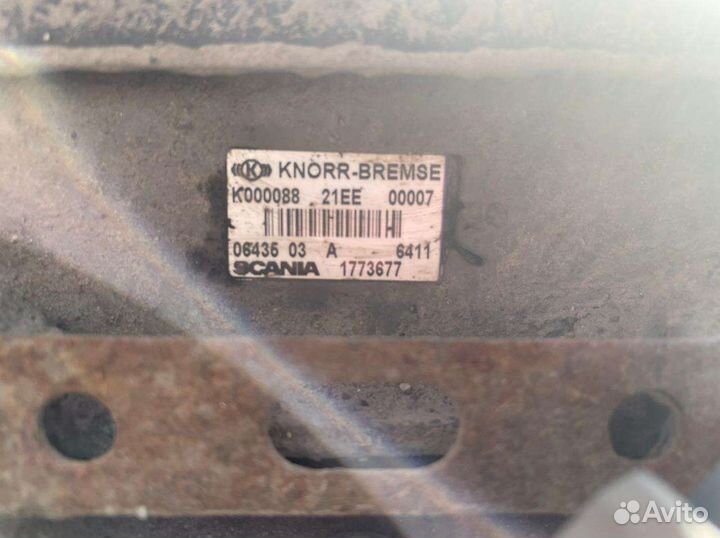 K KNORR-BREMSE
K000088 21EE 00007
H
06435 03 A 6411
SCANIA 1773677
Avito